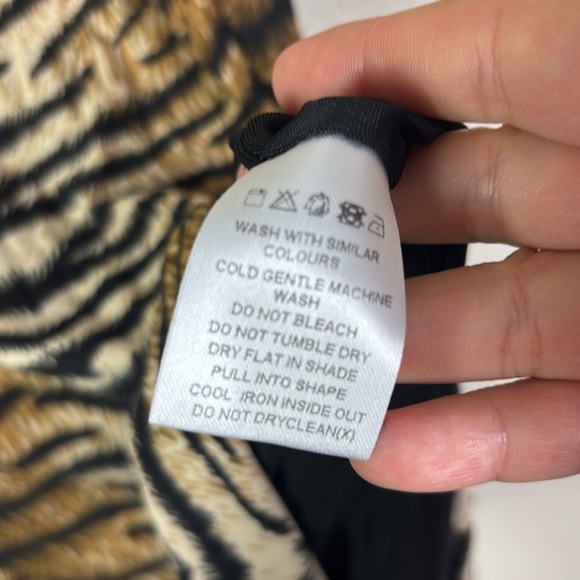 WASH WITH SIMILAR
COLOURS
COLD GENTLE MACHINE
WASH
DO NOT BLEACH
DO NOT TUMBLE DRY
DRY FLAT IN SHADE
PULL INTO SHAPE
COOL IRON INSIDE OUT
DO NOT DRYCLEAN(X)